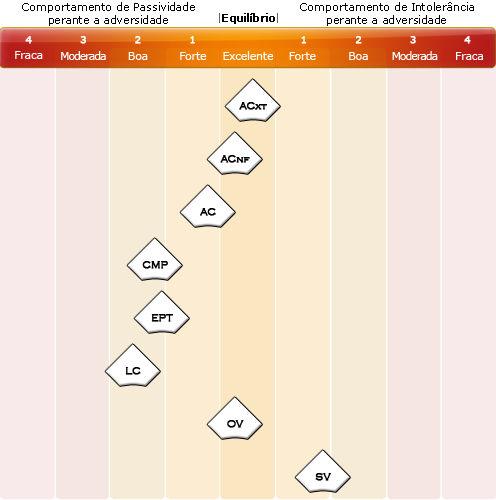 Comportamento de Passividade
perante a adversidade
|Equilíbrio|
Comportamento de Intolerância
perante a adversidade
4 3 2 1 1 2 3 4
Fraca Moderada Boa Forte Excelente Forte Boa Moderada Fraca
ACXT
ACNF
AC
CMP
EPT
LC
OV
SV